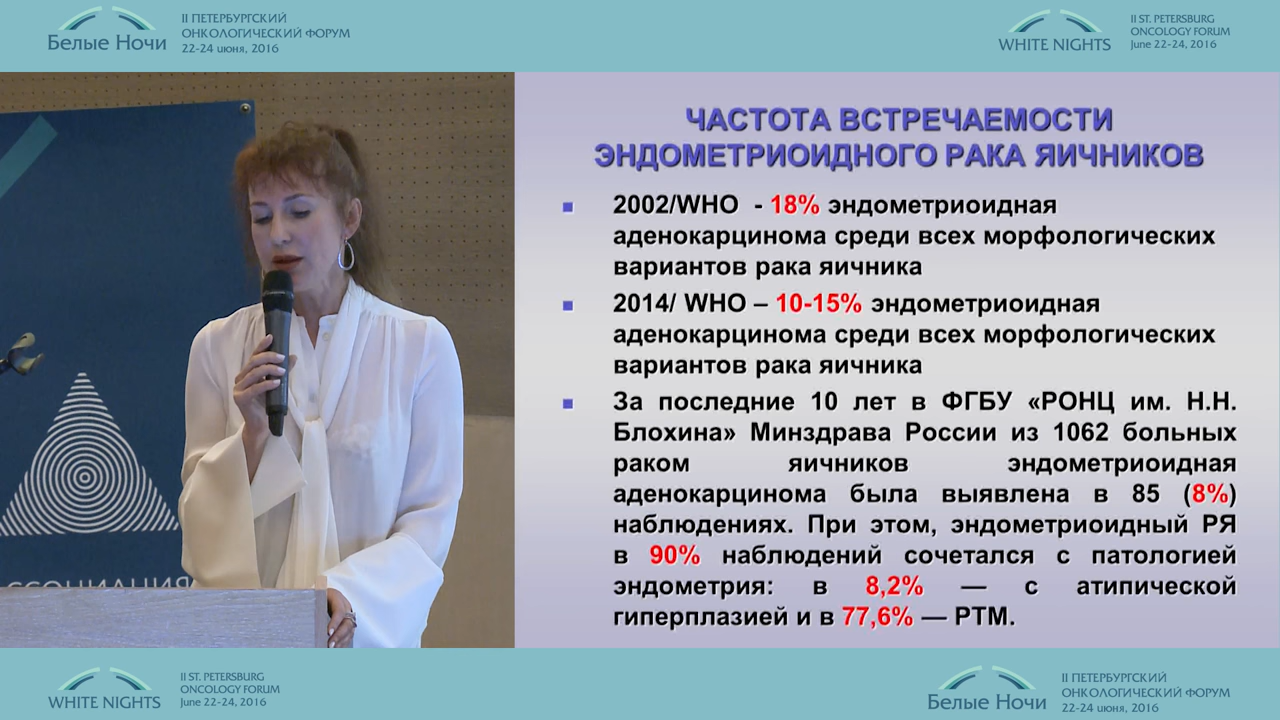 Белые Ночи
II ПЕТЕРБУРГСКИЙ
ОНКОЛОГИЧЕСКИЙ ФОРУМ
22-24 июня, 2016
WHITE NIGHTS
II ST. PETERSBURG
ONCOLOGY FORUM
June 22-24, 2016
ССОЦИАЦИЯ
ЧАСТОТА ВСТРЕЧАЕМОСТИ
ЭНДОМЕТРИОИДНОГО РАКА ЯИЧНИКОВ
2002/WHO - 18% эндометриоидная
аденокарцинома среди всех морфологических
вариантов рака яичника
2014/ WHO – 10-15% эндометриоидная
аденокарцинома среди всех морфологических
вариантов рака яичника
За последние 10 лет в ФГБУ «РОНЦ им. Н.Н.
Блохина» Минздрава России из 1062 больных
раком яичников эндометриоидная
аденокарцинома была выявлена в 85 (8%)
наблюдениях. При этом, эндометриоидный РЯ
в 90% наблюдений сочетался с патологией
эндометрия: в 8,2% — с атипической
гиперплазией и в 77,6% — РТМ.
WHITE NIGHTS
II ST. PETERSBURG
ONCOLOGY FORUM
June 22-24, 2016
Белые Ночи
II ПЕТЕРБУРГСКИЙ
ОНКОЛОГИЧЕСКИЙ ФОРУМ
22-24 июня, 2016